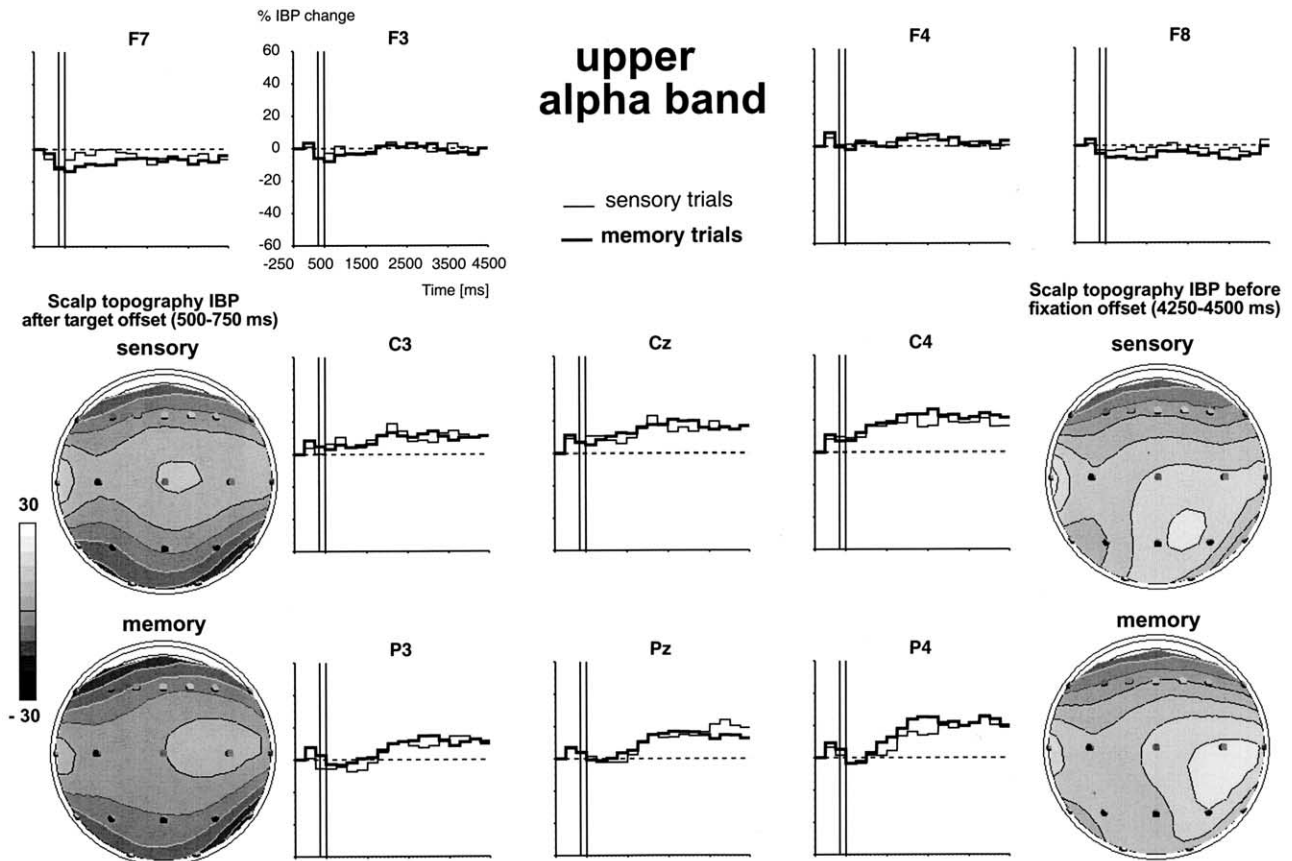 % IBP change
F7
F3
F4
F8
upper
alpha band
60
40
20
0
-20
-40
-60
-250 500 1500 2500 3500 4500
Time [ms]
sensory trials
memory trials
Scalp topography IBP
after target offset (500-750 ms)
sensory
Scalp topography IBP before
fixation offset (4250-4500 ms)
sensory
C3
Cz
C4
30
- 30
memory
memory
P3
Pz
P4